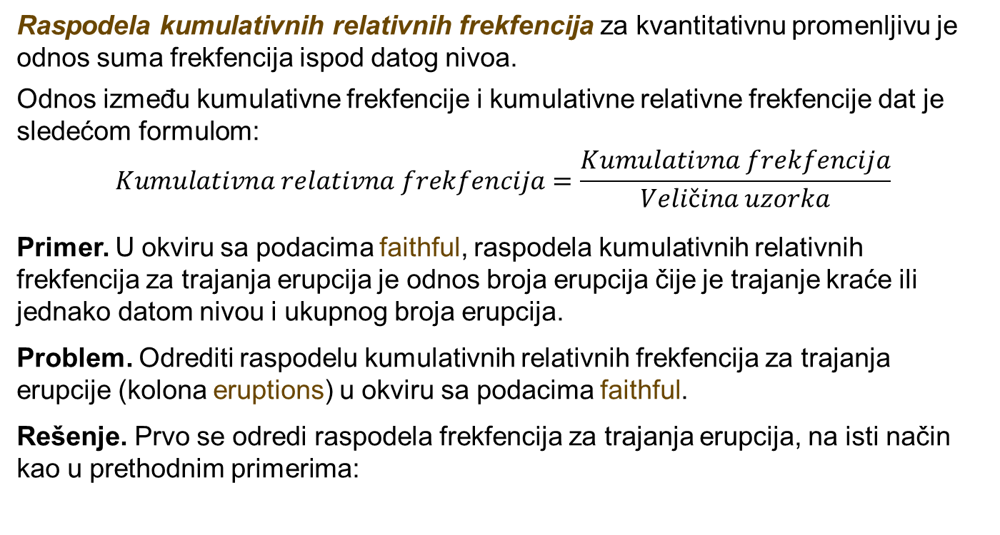 Raspodela kumulativnih relativnih frekfencija za kvantitativnu promenljivu je
odnos suma frekfencija ispod datog nivoa.
Odnos između kumulativne frekfencije i kumulativne relativne frekfencije dat je
sledećom formulom:
Kumulativna relativna frekfencija = Kumulativna frekfencija / Veličina uzorka
Primer. U okviru sa podacima faithful, raspodela kumulativnih relativnih
frekfencija za trajanja erupcija je odnos broja erupcija čije je trajanje kraće ili
jednako datom nivou i ukupnog broja erupcija.
Problem. Odrediti raspodelu kumulativnih relativnih frekfencija za trajanja
erupcije (kolona eruptions) u okviru sa podacima faithful.
Rešenje. Prvo se odredi raspodela frekfencija za trajanja erupcija, na isti način
kao u prethodnim primerima: